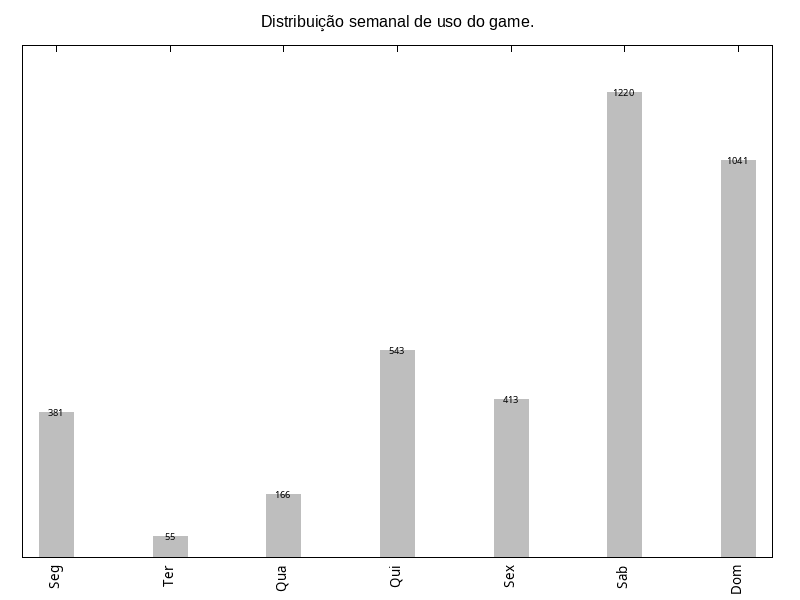 Distribuição semanal de uso do game.
1220
1041
543
413
381
166
55
Seg
Ter
Qua
Qui
Sex
Sab
Dom